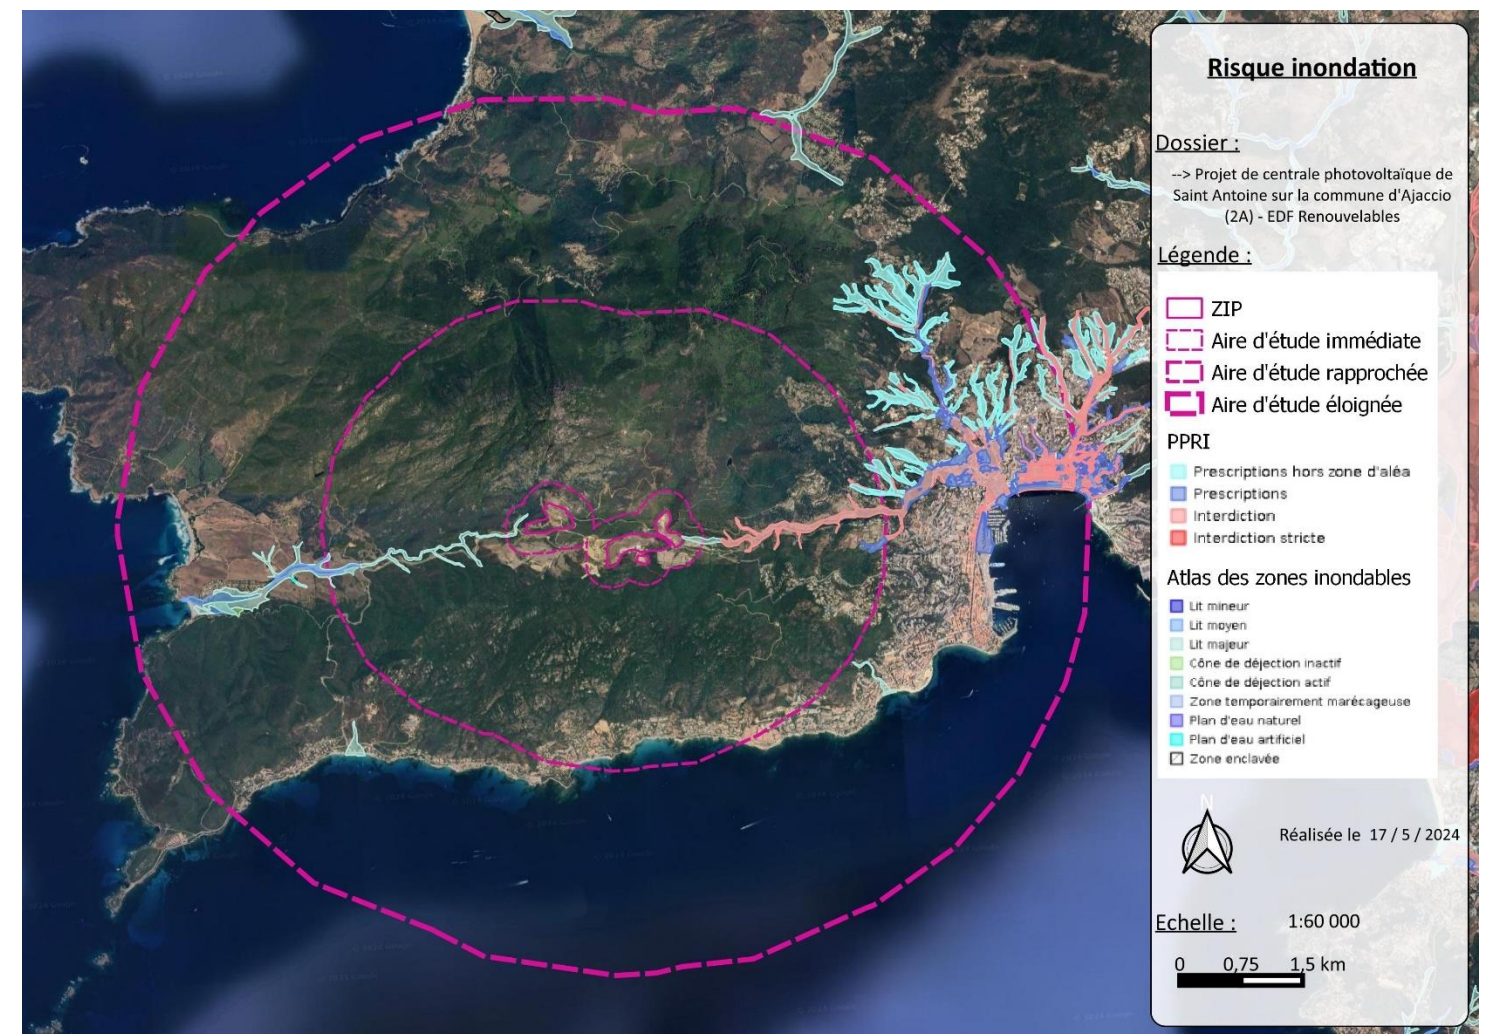 Risque inondation
Dossier :
--> Projet de centrale photovoltaïque de
Saint Antoine sur la commune d'Ajaccio
(2A) - EDF Renouvelables
Légende :
ZIP
Aire d'étude immédiate
Aire d'étude rapprochée
Aire d'étude éloignée
PPRI
Prescriptions hors zone d'aléa
Prescriptions
Interdiction
Interdiction stricte
Atlas des zones inondables
Lit mineur
Lit moyen
Lit majeur
Cône de déjection inactif
Cône de déjection actif
Zone temporairement marécageuse
Plan d'eau naturel
Plan d'eau artificiel
Zone enclavée
N
Réalisée le 17 / 5 / 2024
Echelle :
1:60 000
0 0,75 1,5 km